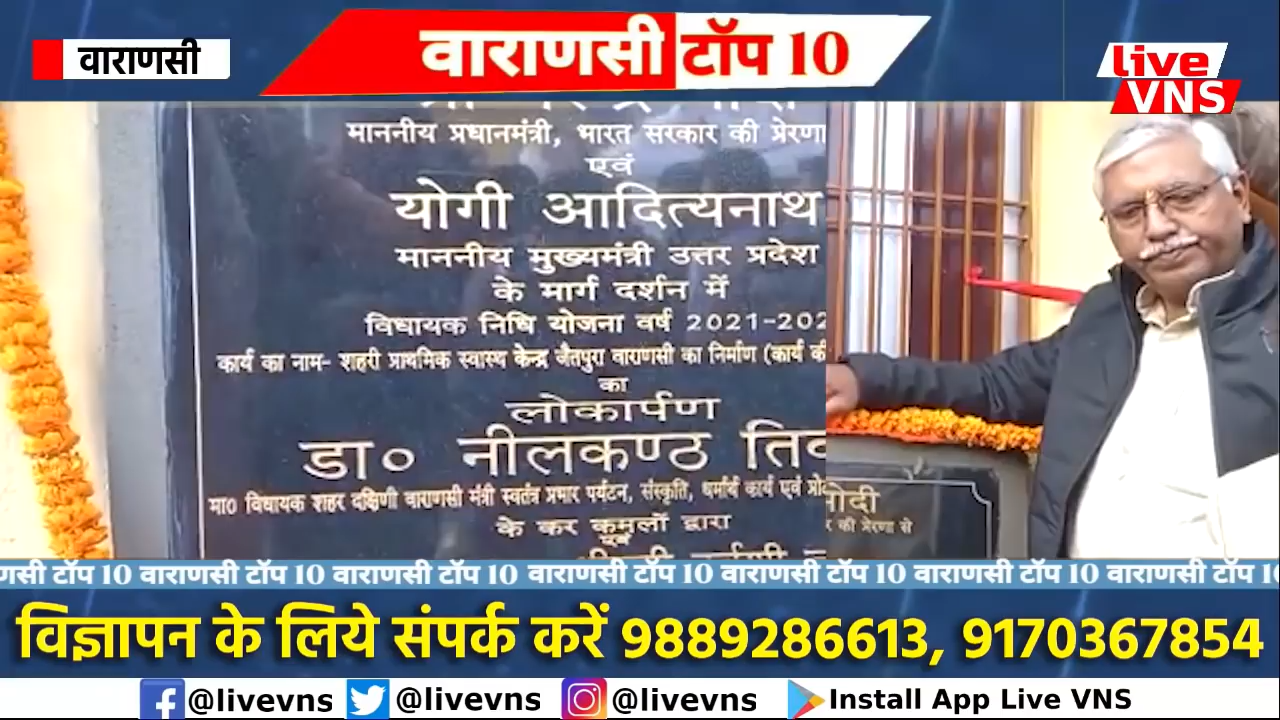 वाराणसी
वाराणसी टॉप 10
live
VNS
माननीय प्रधानमंत्री, भारत सरकार की प्रेरणा
एवं
योगी आदित्यनाथ
माननीय मुख्यमंत्री उत्तर प्रदेश
के मार्ग दर्शन में
विधायक निधि योजना वर्ष 2021-202
कार्य का नाम- शहरी प्राथमिक स्वास्थ केन्द्र जैतपुरा वाराणसी का निर्माण (कार्य की
का
लोकार्पण
डा० नीलकण्ठ
मा0 विधायक शहर दक्षिणी वाराणसी मंत्री स्वतंत्र प्रभार पर्यटन, संस्कृति, धर्मार्थ कार्य एवं
के कर कमलों द्वारा
एवं
मोदी
की प्रेरणा से
वाराणसी टॉप 10 वाराणसी टॉप 10 वाराणसी टॉप 10 वाराणसी टॉप 10 वाराणसी टॉप 10 वाराणसी टॉप 10
विज्ञापन के लिये संपर्क करें 9889286613, 9170367854
@livevns @livevns @livevns Install App Live VNS